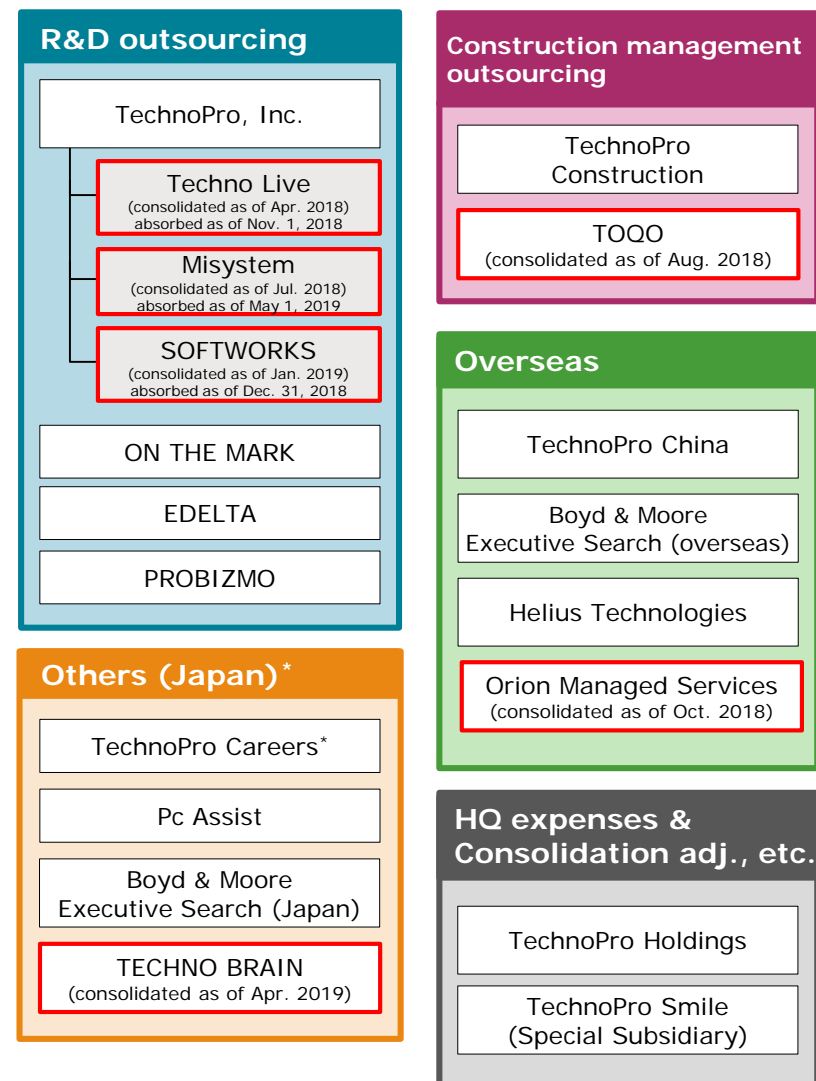 R&D outsourcing
TechnoPro, Inc.
Techno Live
(consolidated as of Apr. 2018)
absorbed as of Nov. 1, 2018
Misystem
(consolidated as of Jul. 2018)
absorbed as of May 1, 2019
SOFTWORKS
(consolidated as of Jan. 2019)
absorbed as of Dec. 31, 2018
ON THE MARK
EDELTA
PROBIZMO
Others (Japan)*
TechnoPro Careers*
Pc Assist
Boyd & Moore
Executive Search (Japan)
TECHNO BRAIN
(consolidated as of Apr. 2019)
Construction management
outsourcing
TechnoPro
Construction
TOQO
(consolidated as of Aug. 2018)
Overseas
TechnoPro China
Boyd & Moore
Executive Search (overseas)
Helius Technologies
Orion Managed Services
(consolidated as of Oct. 2018)
HQ expenses &
Consolidation adj., etc.
TechnoPro Holdings
TechnoPro Smile
(Special Subsidiary)